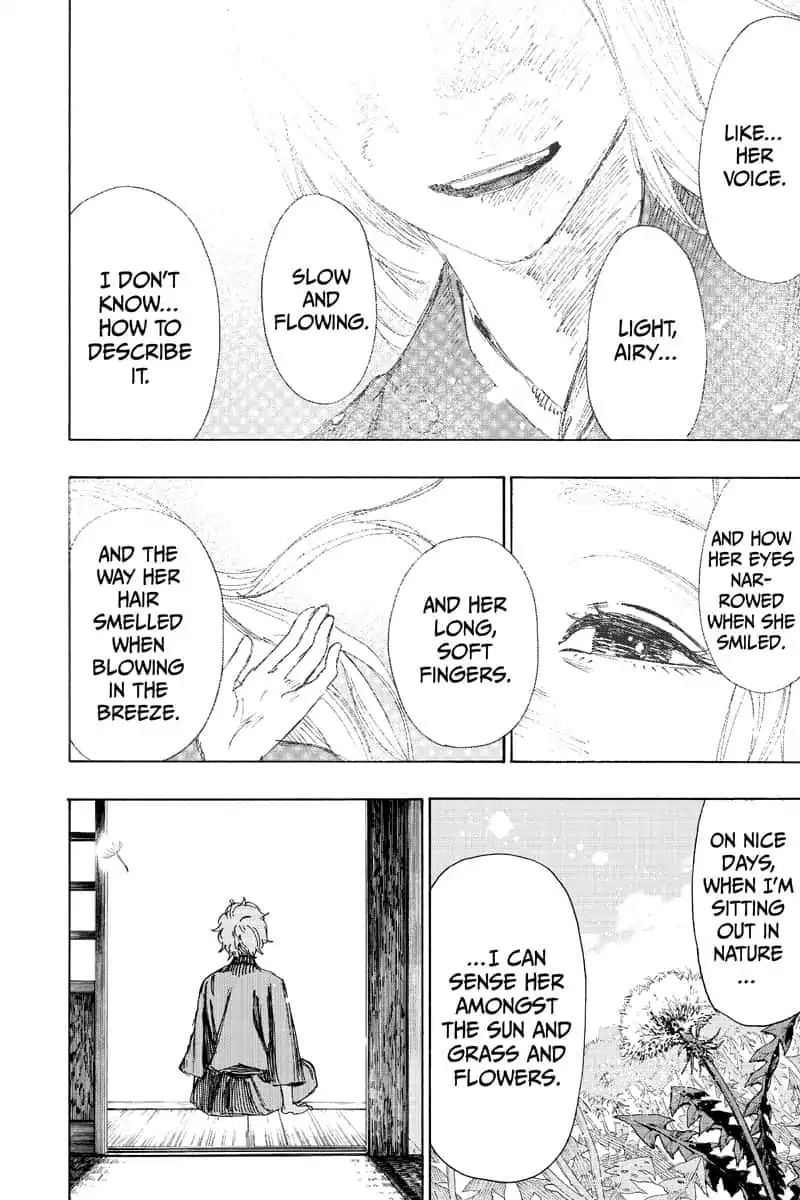 LIKE...
HER
VOICE.
LIGHT,
AIRY...
SLOW
AND
FLOWING.
I DON'T
KNOW...
HOW TO
DESCRIBE
IT.
AND HOW
HER EYES
NAR-
ROWED
WHEN SHE
SMILED.
AND HER
LONG,
SOFT
FINGERS.
AND THE
WAY HER
HAIR
SMELLED
WHEN
BLOWING
IN THE
BREEZE.
ON NICE
DAYS,
WHEN I'M
SITTING
OUT IN
NATURE
...
...I CAN
SENSE HER
AMONGST
THE SUN AND
GRASS AND
FLOWERS.